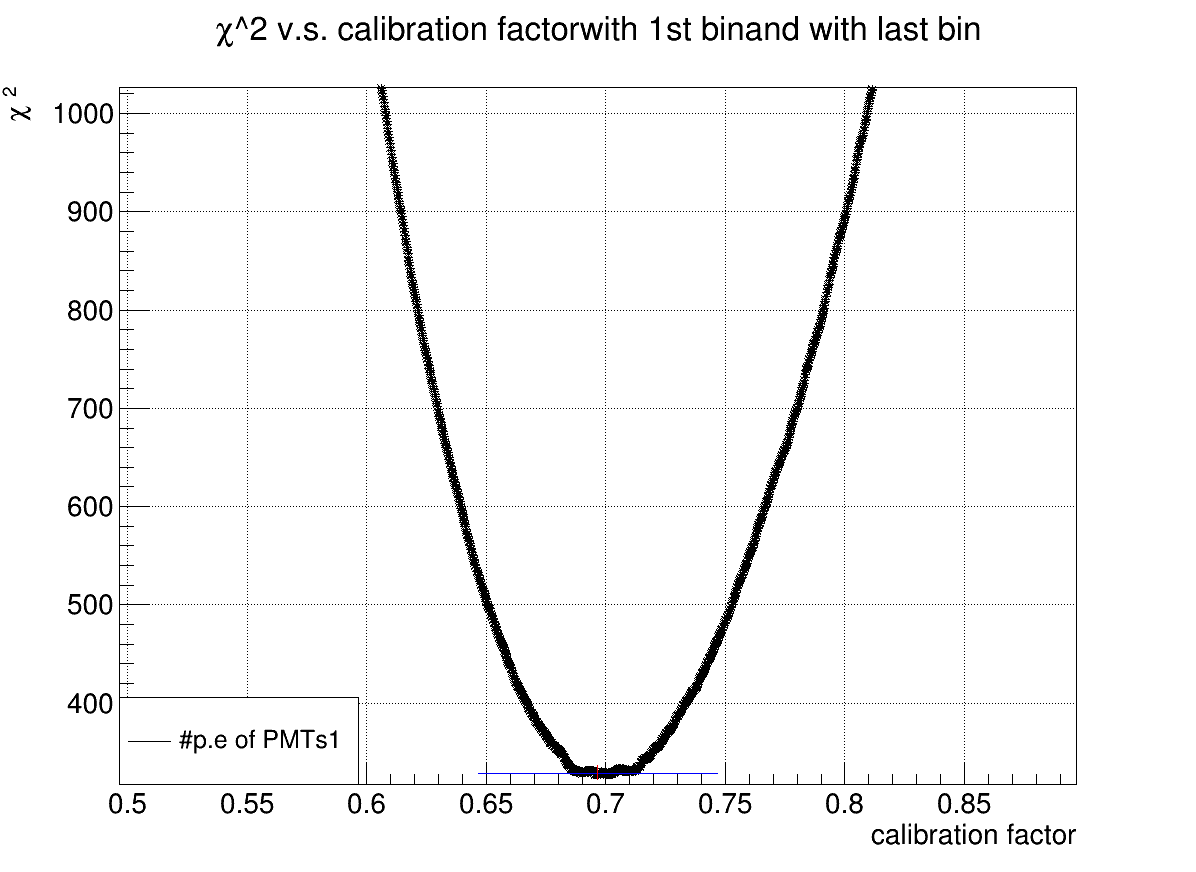 χ^2 v.s. calibration factorwith 1st binand with last bin
χ²
1000
900
800
700
600
500
400
#p.e of PMTs1
0.5 0.55 0.6 0.65 0.7 0.75 0.8 0.85
calibration factor